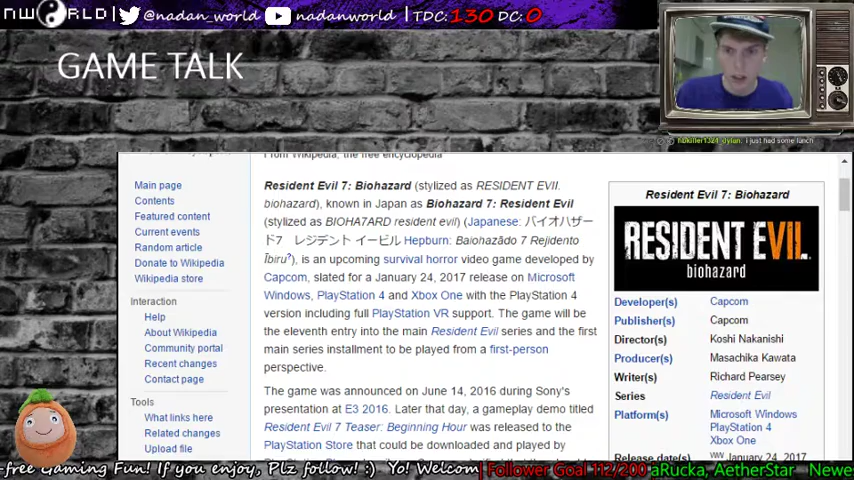 NWORLD | @nadan_world | nadanworld | TDC: 130 DC: 0
GAME TALK
i just had some lunch
From Wikipedia, the free encyclopedia
Main page
Contents
Featured content
Current events
Random article
Donate to Wikipedia
Wikipedia store
Interaction
Help
About Wikipedia
Community portal
Recent changes
Contact page
Tools
What links here
Related changes
Upload file
Resident Evil 7: Biohazard (stylized as RESIDENT EVII.
biohazard), known in Japan as Biohazard 7: Resident Evil
(stylized as BIOHA7ARD resident evil) (Japanese: バイオハザー
ド7　レジデント イービル Hepburn: Baiohazādo 7 Rejidento
Ībiru?), is an upcoming survival horror video game developed by
Capcom, slated for a January 24, 2017 release on Microsoft
Windows, PlayStation 4 and Xbox One with the PlayStation 4
version including full PlayStation VR support. The game will be
the eleventh entry into the main Resident Evil series and the first
main series installment to be played from a first-person
perspective.
The game was announced on June 14, 2016 during Sony's
presentation at E3 2016. Later that day, a gameplay demo titled
Resident Evil 7 Teaser: Beginning Hour was released to the
PlayStation Store that could be downloaded and played by
Resident Evil 7: Biohazard
RESIDENT EVIL
biohazard
Developer(s) Capcom
Publisher(s) Capcom
Director(s) Koshi Nakanishi
Producer(s) Masachika Kawata
Writer(s) Richard Pearsey
Series Resident Evil
Platform(s) Microsoft Windows
PlayStation 4
Xbox One
Release date(s) WW January 24, 2017
-free Gaming Fun! If you enjoy, Plz follow! :) Yo! Welcom| Follower Goal 112/200 aRucka, AetherStar Newe